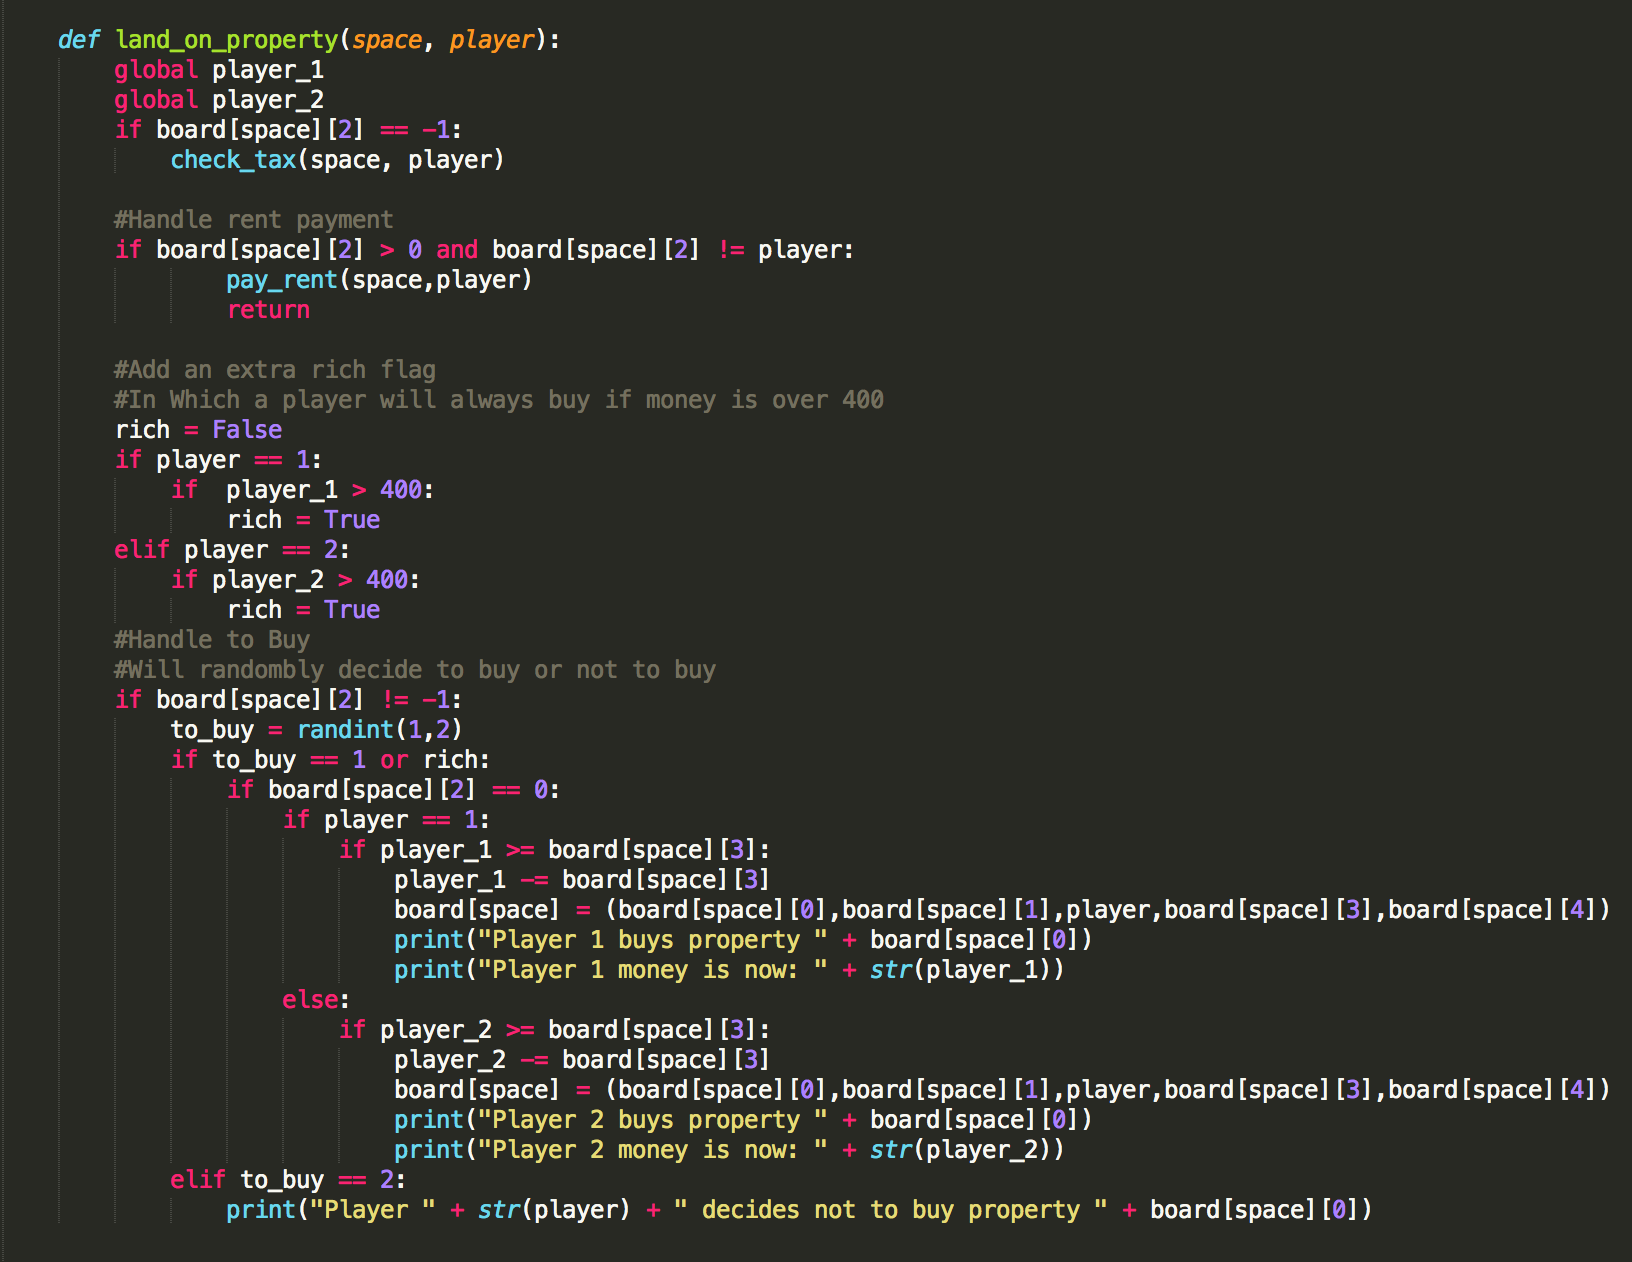 def land_on_property(space, player):
    global player_1
    global player_2
    if board[space][2] == -1:
        check_tax(space, player)

    #Handle rent payment
    if board[space][2] > 0 and board[space][2] != player:
            pay_rent(space,player)
            return

    #Add an extra rich flag
    #In Which a player will always buy if money is over 400
    rich = False
    if player == 1:
        if  player_1 > 400:
            rich = True
    elif player == 2:
        if player_2 > 400:
            rich = True
    #Handle to Buy
    #Will randombly decide to buy or not to buy
    if board[space][2] != -1:
        to_buy = randint(1,2)
        if to_buy == 1 or rich:
            if board[space][2] == 0:
                if player == 1:
                    if player_1 >= board[space][3]:
                        player_1 -= board[space][3]
                        board[space] = (board[space][0],board[space][1],player,board[space][3],board[space][4])
                        print("Player 1 buys property " + board[space][0])
                        print("Player 1 money is now: " + str(player_1))
                else:
                    if player_2 >= board[space][3]:
                        player_2 -= board[space][3]
                        board[space] = (board[space][0],board[space][1],player,board[space][3],board[space][4])
                        print("Player 2 buys property " + board[space][0])
                        print("Player 2 money is now: " + str(player_2))
        elif to_buy == 2:
            print("Player " + str(player) + " decides not to buy property " + board[space][0])